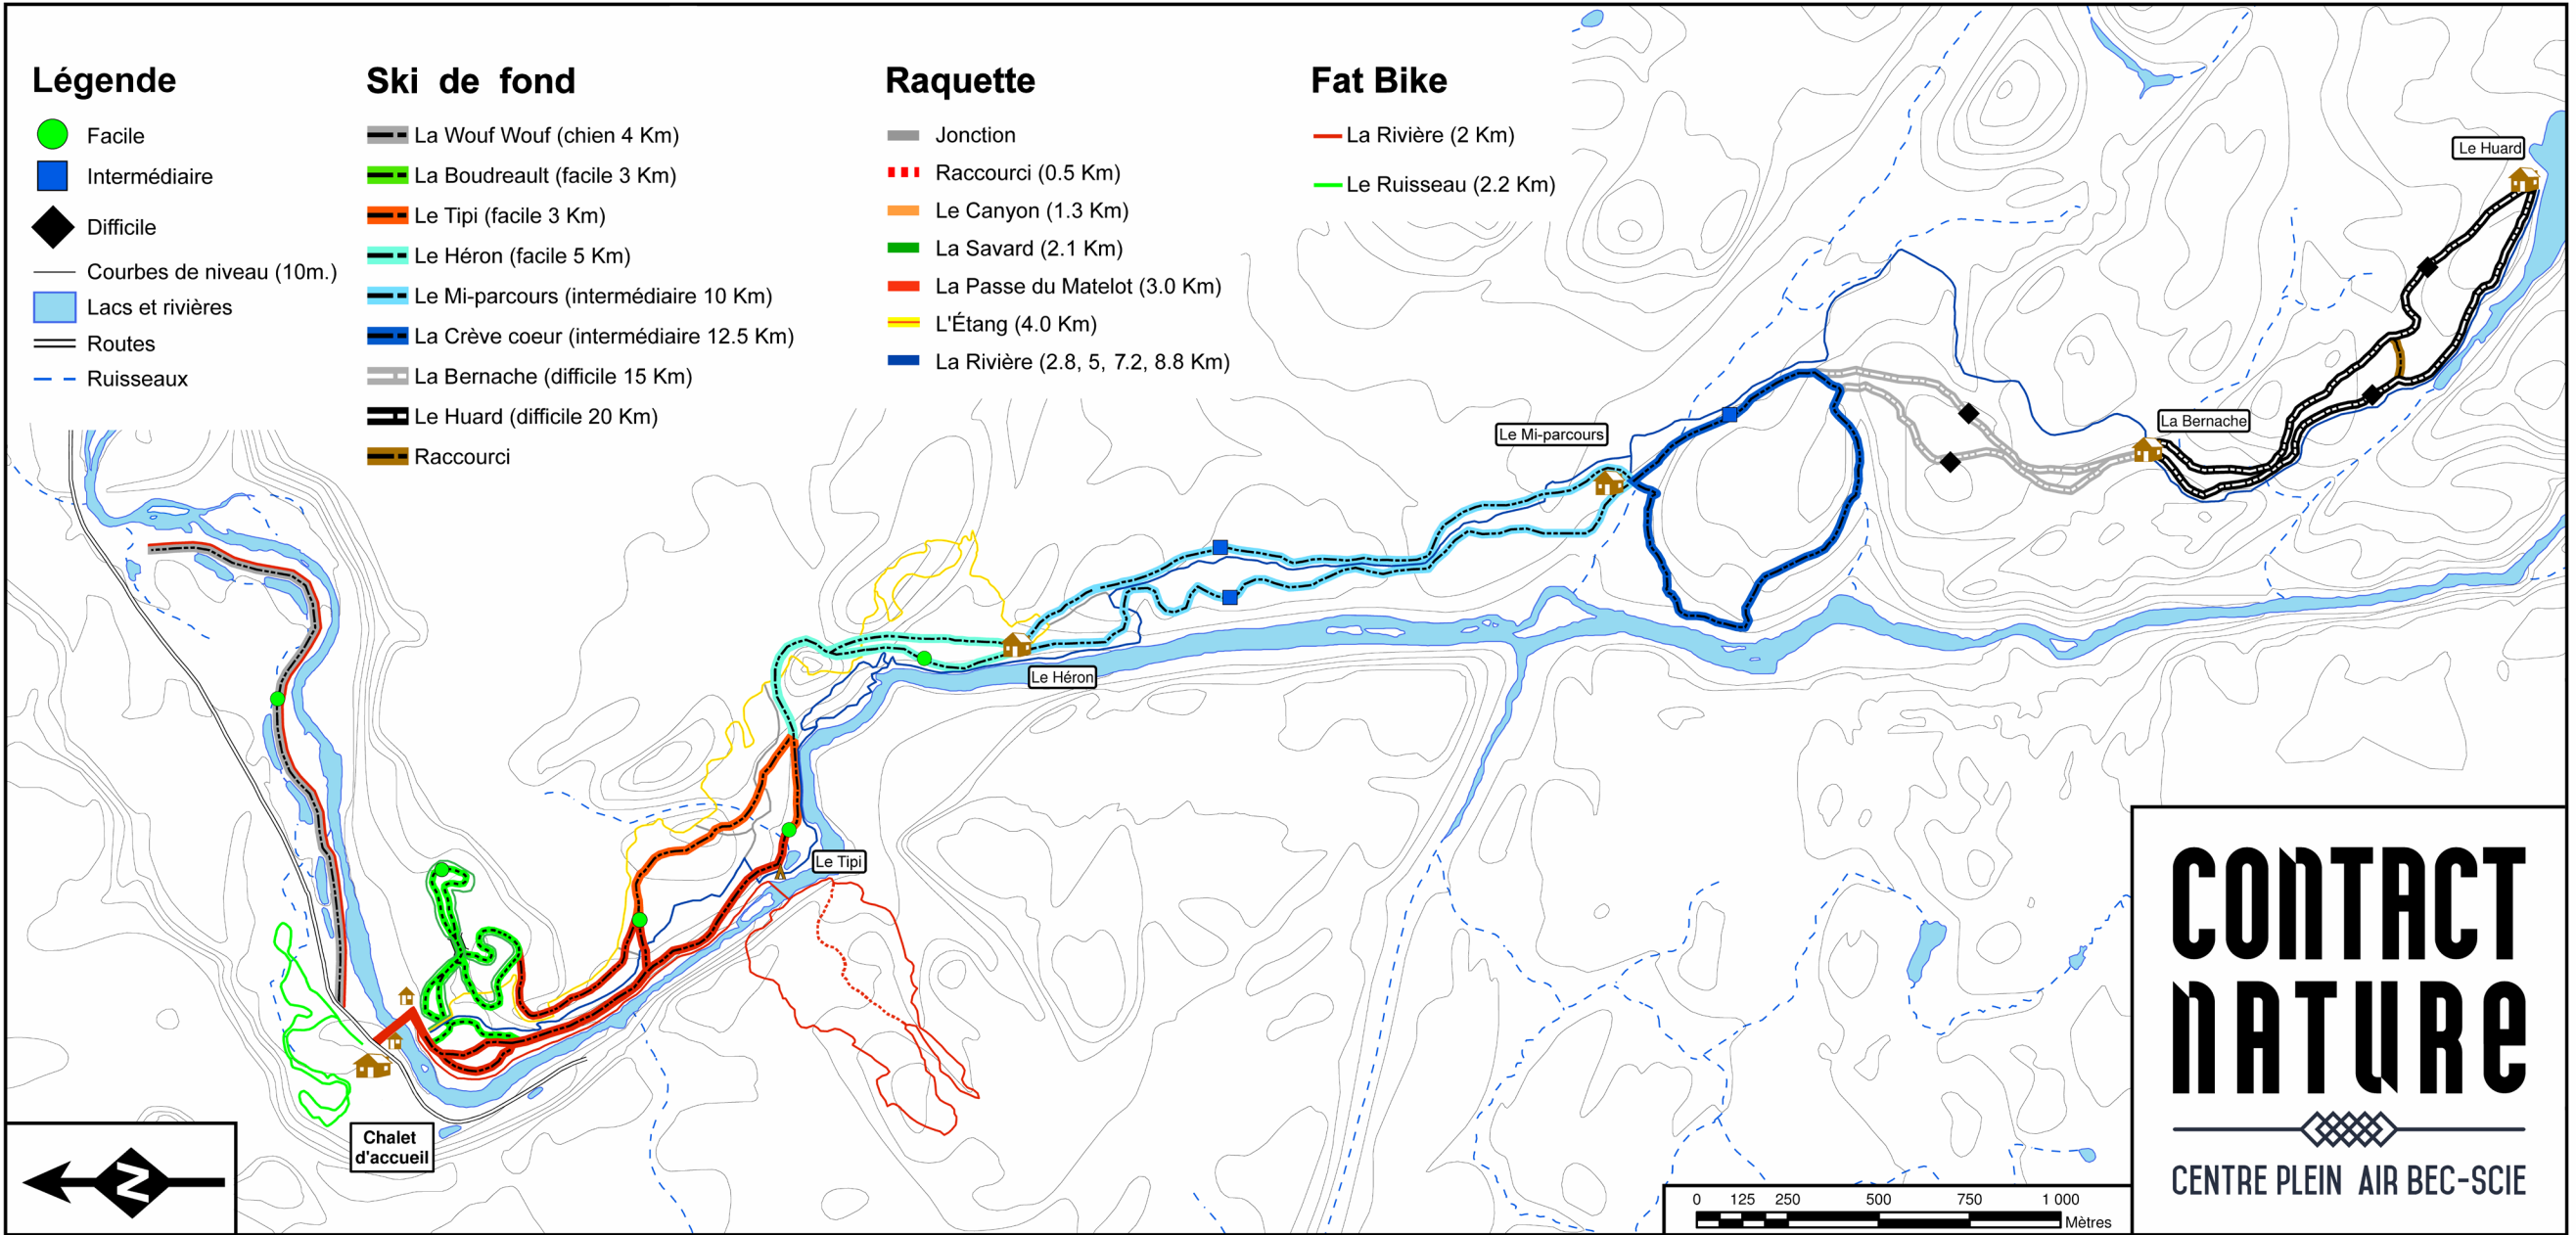 Légende
Facile
Intermédiaire
Difficile
Courbes de niveau (10m.)
Lacs et rivières
Routes
Ruisseaux
Ski de fond
La Wouf Wouf (chien 4 Km)
La Boudreault (facile 3 Km)
Le Tipi (facile 3 Km)
Le Héron (facile 5 Km)
Le Mi-parcours (intermédiaire 10 Km)
La Crève coeur (intermédiaire 12.5 Km)
La Bernache (difficile 15 Km)
Le Huard (difficile 20 Km)
Raccourci
Raquette
Jonction
Raccourci (0.5 Km)
Le Canyon (1.3 Km)
La Savard (2.1 Km)
La Passe du Matelot (3.0 Km)
L'Étang (4.0 Km)
La Rivière (2.8, 5, 7.2, 8.8 Km)
Fat Bike
La Rivière (2 Km)
Le Ruisseau (2.2 Km)
Le Huard
La Bernache
Le Mi-parcours
Le Héron
Le Tipi
Chalet
d'accueil
N
0 125 250 500 750 1 000
Mètres
CONTACT
NATURE
CENTRE PLEIN AIR BEC-SCIE